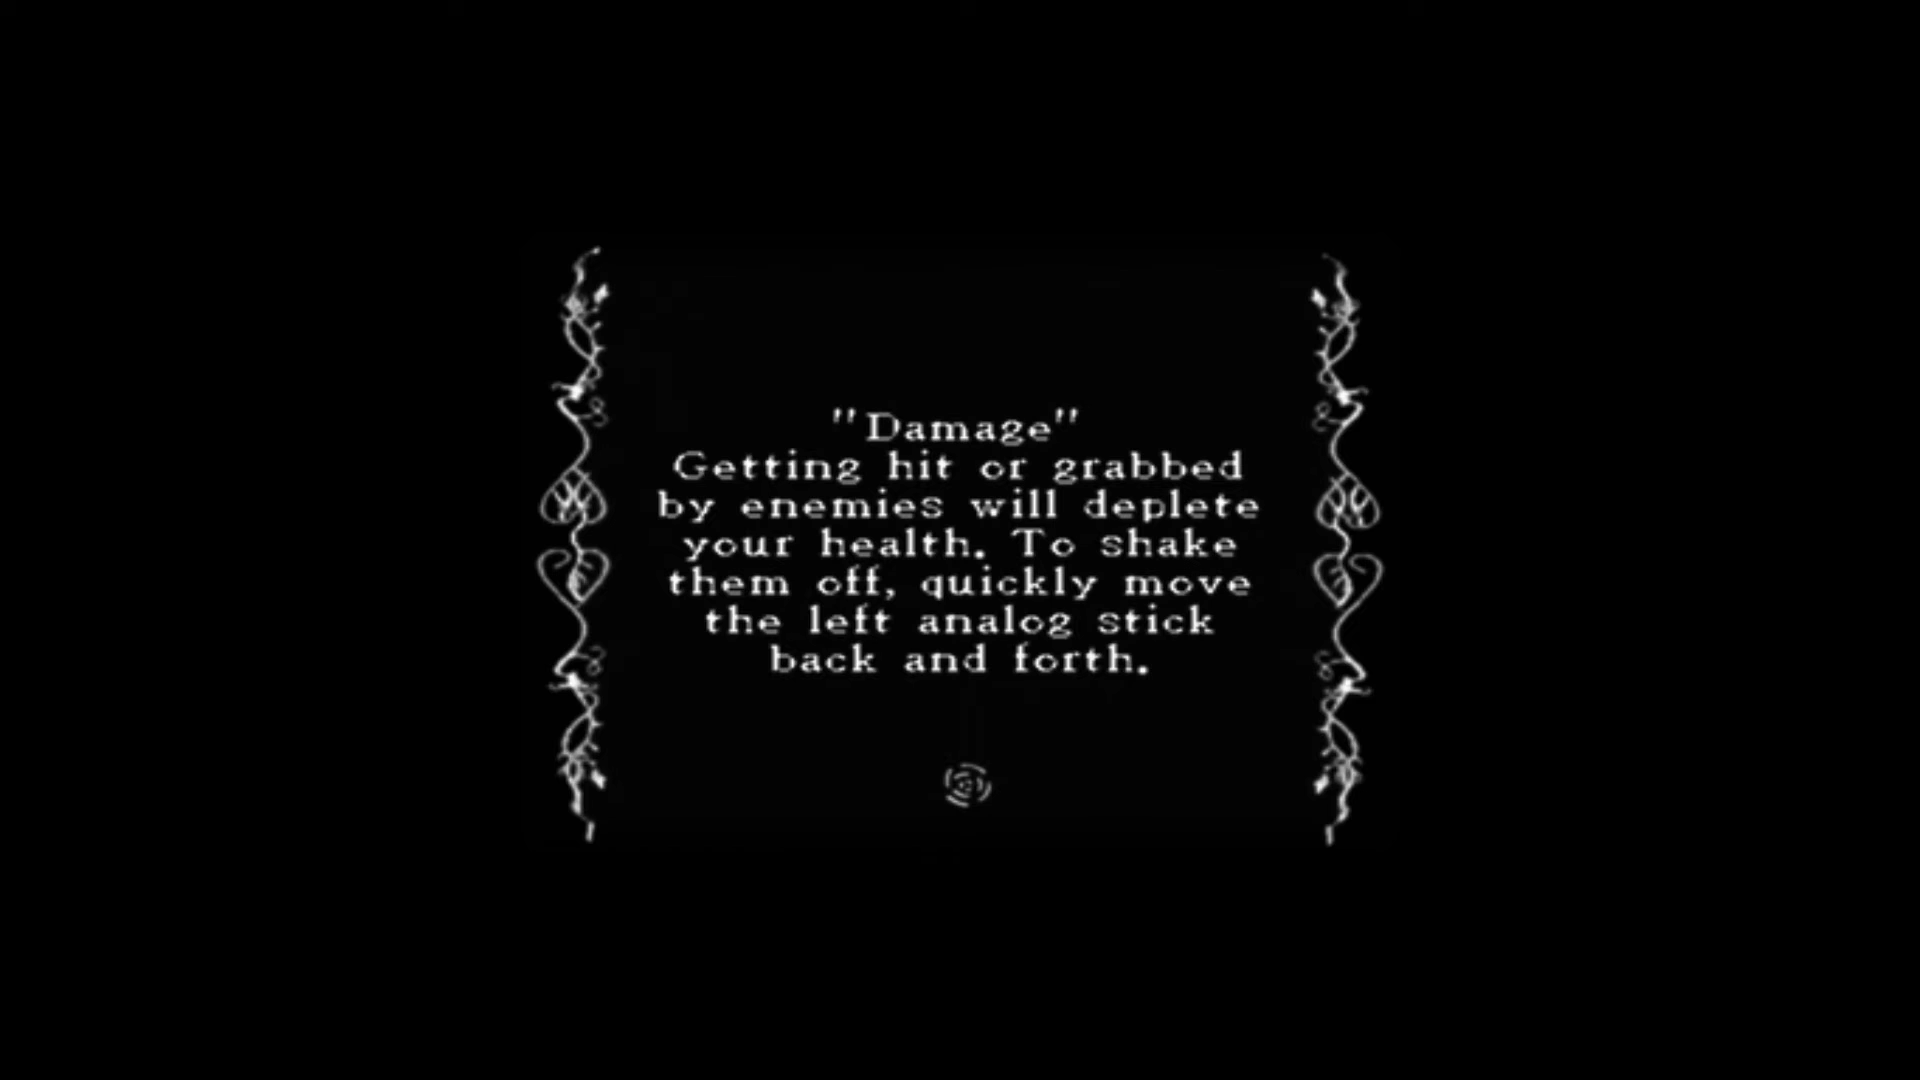 "Damage"
Getting hit or grabbed
by enemies will deplete
your health. To shake
them off, quickly move
the left analog stick
back and forth.